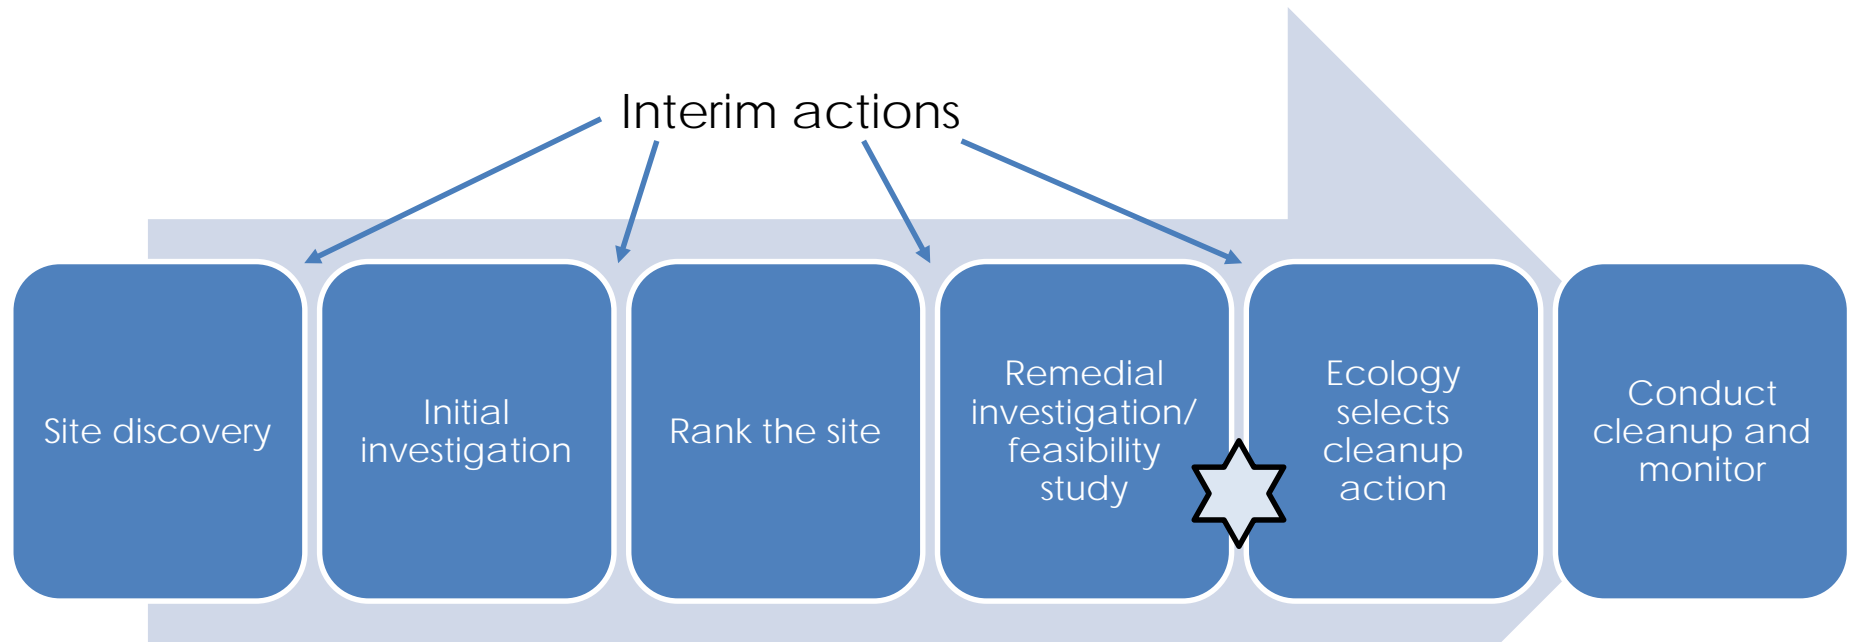 Interim actions
Site discovery
Initial
investigation
Rank the site
Remedial
investigation/
feasibility
study
Ecology
selects
cleanup
action
Conduct
cleanup and
monitor